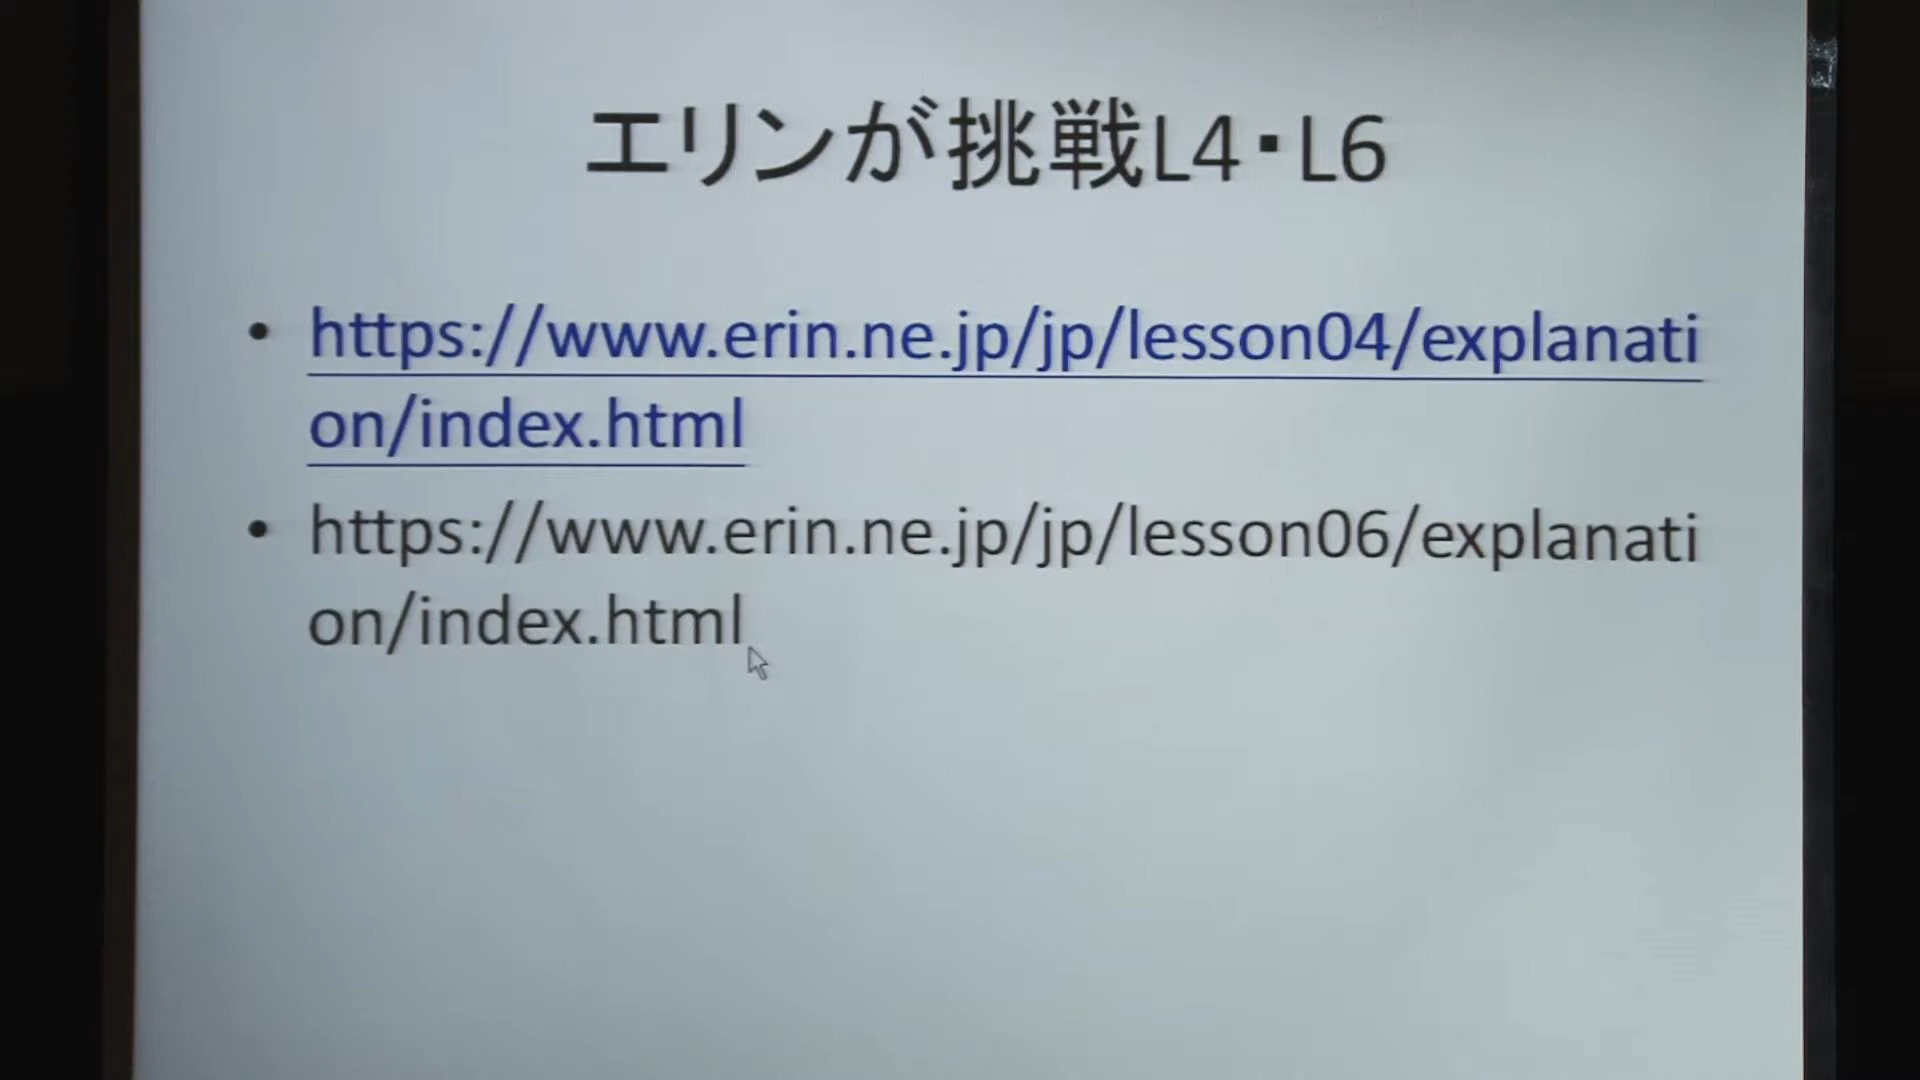 エリンが挑戦L4・L6
• https://www.erin.ne.jp/jp/lesson04/explanati
on/index.html
• https://www.erin.ne.jp/jp/lesson06/explanati
on/index.html